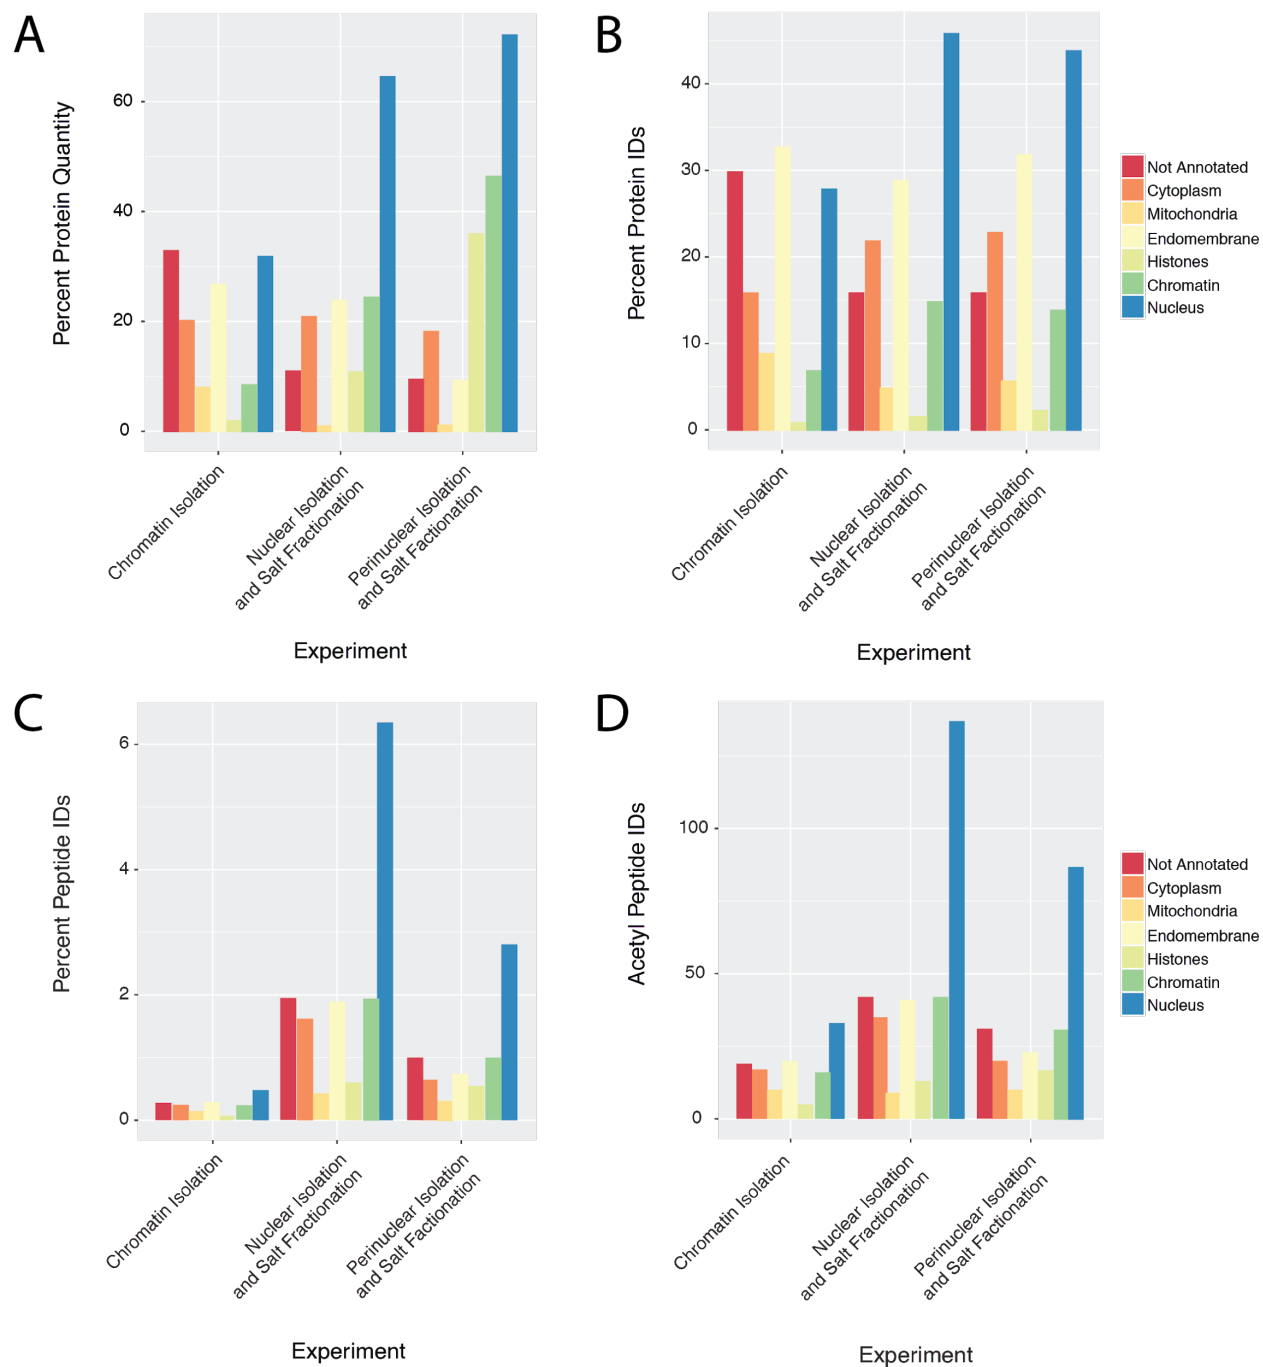 A
Percent Protein Quantity
60
40
20
0
Chromatin Isolation
Nuclear Isolation
and Salt Fractionation
Perinuclear Isolation
and Salt Factionation
Experiment
B
Percent Protein IDs
40
30
20
10
0
Chromatin Isolation
Nuclear Isolation
and Salt Fractionation
Perinuclear Isolation
and Salt Factionation
Experiment
Not Annotated
Cytoplasm
Mitochondria
Endomembrane
Histones
Chromatin
Nucleus
C
Percent Peptide IDs
6
4
2
0
Chromatin Isolation
Nuclear Isolation
and Salt Fractionation
Perinuclear Isolation
and Salt Factionation
Experiment
D
Acetyl Peptide IDs
100
50
0
Chromatin Isolation
Nuclear Isolation
and Salt Fractionation
Perinuclear Isolation
and Salt Factionation
Experiment
Not Annotated
Cytoplasm
Mitochondria
Endomembrane
Histones
Chromatin
Nucleus